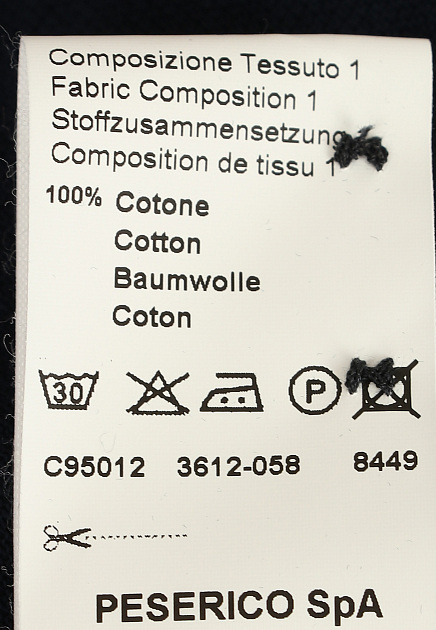 Composizione Tessuto 1
Fabric Composition 1
Stoffzusammensetzung
Composition de tissu 1
100% Cotone
Cotton
Baumwolle
Coton
30 P
C95012 3612-058 8449
PESERICO SpA